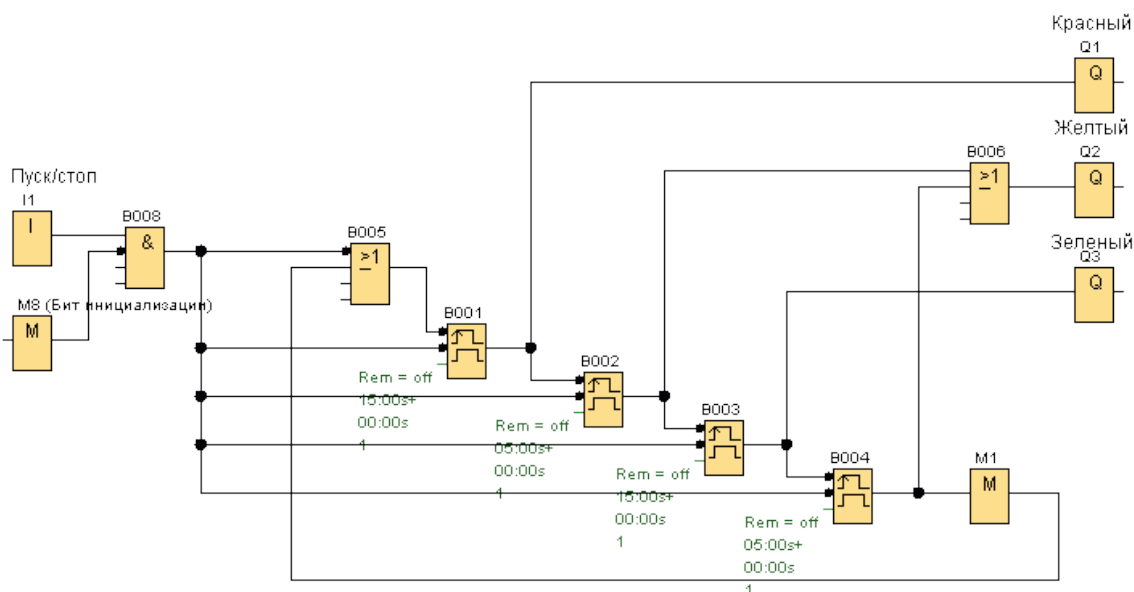 Красный
Q1
Q
Желтый
Q2
Q
B006
>1
Зеленый
Q3
Q
Пуск/стоп
I1
I
B008
&
M8 (Бит инициализации)
M
B005
>1
B001
Rem = off
15:00s+
00:00s
1
B002
Rem = off
05:00s+
00:00s
1
B003
Rem = off
15:00s+
00:00s
1
B004
Rem = off
05:00s+
00:00s
1
M1
M